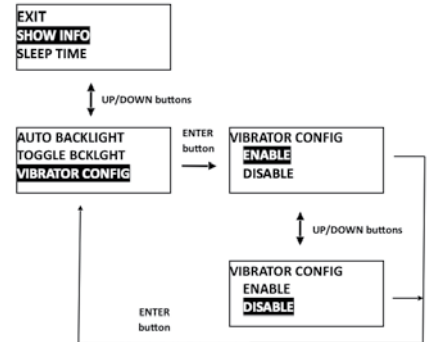 EXIT
SHOW INFO
SLEEP TIME
UP/DOWN buttons
AUTO BACKLIGHT
TOGGLE BCKLGHT
VIBRATOR CONFIG
ENTER
button
VIBRATOR CONFIG
ENABLE
DISABLE
UP/DOWN buttons
VIBRATOR CONFIG
ENABLE
DISABLE
ENTER
button